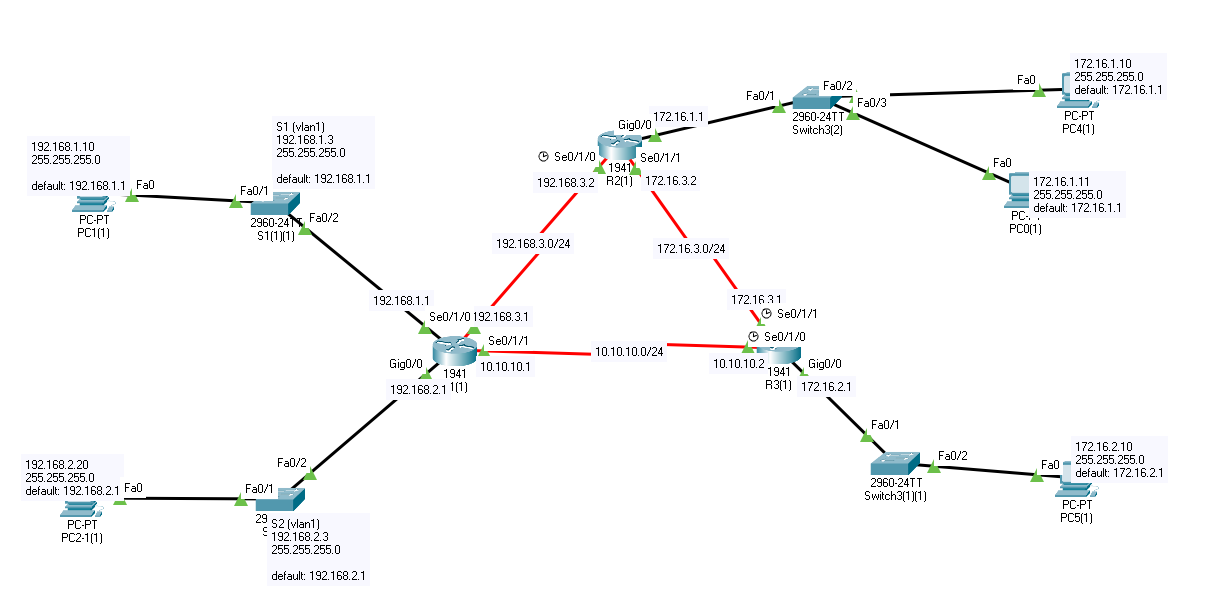 172.16.1.10
255.255.255.0
default: 172.16.1.1
Fa0
PC-PT
PC4(1)
Fa0/2
Fa0/1
Fa0/3
2960-24TT
Switch3(2)
172.16.1.1
Gig0/0
Se0/1/0
Se0/1/1
1941
R2(1)
192.168.3.2
172.16.3.2
Fa0
172.16.1.11
255.255.255.0
default: 172.16.1.1
PC0(1)
S1 (vlan1)
192.168.1.3
255.255.255.0
default: 192.168.1.1
192.168.1.10
255.255.255.0
default: 192.168.1.1
Fa0
PC-PT
PC1(1)
Fa0/1
Fa0/2
2960-24TT
S1(1)(1)
192.168.3.0/24
172.16.3.0/24
192.168.1.1
Se0/1/0
192.168.3.1
Se0/1/1
Gig0/0
10.10.10.1
1941
1(1)
192.168.2.1
10.10.10.0/24
172.16.3.1
Se0/1/1
Se0/1/0
10.10.10.2
1941
R3(1)
Gig0/0
172.16.2.1
Fa0/1
Fa0/2
2960-24TT
Switch3(1)(1)
172.16.2.10
255.255.255.0
default: 172.16.2.1
Fa0
PC-PT
PC5(1)
192.168.2.20
255.255.255.0
default: 192.168.2.1
Fa0
PC-PT
PC2-1(1)
Fa0/2
Fa0/1
S2 (vlan1)
192.168.2.3
255.255.255.0
default: 192.168.2.1